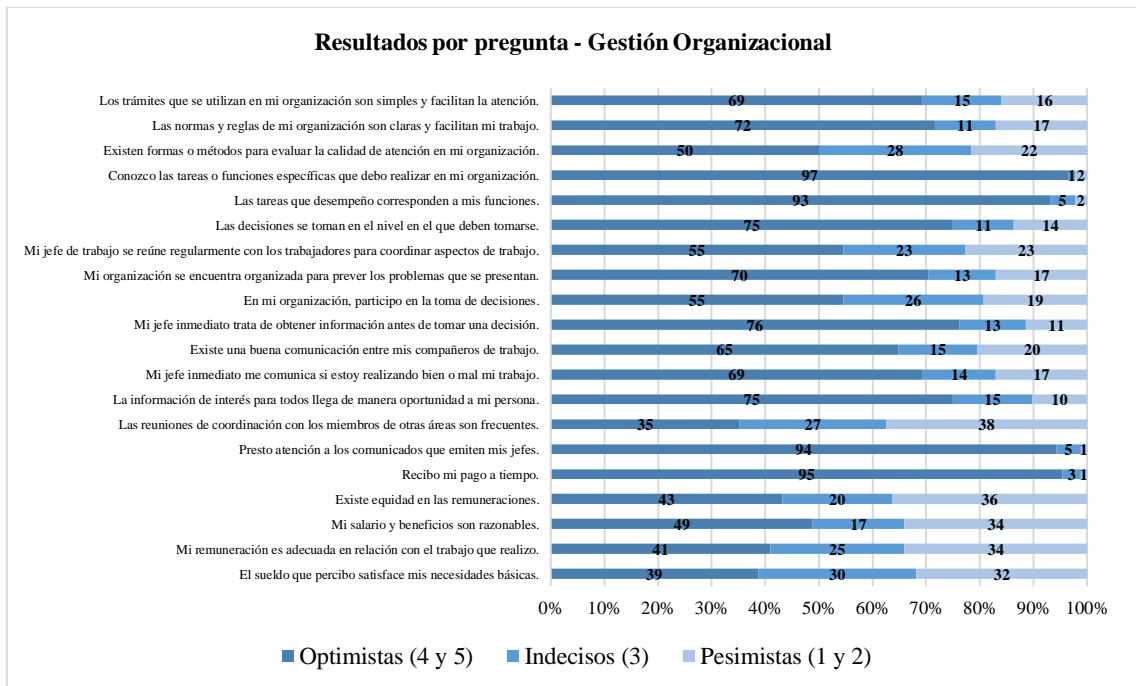 Resultados por pregunta - Gestión Organizacional
Los trámites que se utilizan en mi organización son simples y facilitan la atención. 69 15 16
Las normas y reglas de mi organización son claras y facilitan mi trabajo. 72 11 17
Existen formas o métodos para evaluar la calidad de atención en mi organización. 50 28 22
Conozco las tareas o funciones específicas que debo realizar en mi organización. 97 1 2
Las tareas que desempeño corresponden a mis funciones. 93 5 2
Las decisiones se toman en el nivel en el que deben tomarse. 75 11 14
Mi jefe de trabajo se reúne regularmente con los trabajadores para coordinar aspectos de trabajo. 55 23 23
Mi organización se encuentra organizada para prever los problemas que se presentan. 70 13 17
En mi organización, participo en la toma de decisiones. 55 26 19
Mi jefe inmediato trata de obtener información antes de tomar una decisión. 76 13 11
Existe una buena comunicación entre mis compañeros de trabajo. 65 15 20
Mi jefe inmediato me comunica si estoy realizando bien o mal mi trabajo. 69 14 17
La información de interés para todos llega de manera oportunidad a mi persona. 75 15 10
Las reuniones de coordinación con los miembros de otras áreas son frecuentes. 35 27 38
Presto atención a los comunicados que emiten mis jefes. 94 5 1
Recibo mi pago a tiempo. 95 3 1
Existe equidad en las remuneraciones. 43 20 36
Mi salario y beneficios son razonables. 49 17 34
Mi remuneración es adecuada en relación con el trabajo que realizo. 41 25 34
El sueldo que percibo satisface mis necesidades básicas. 39 30 32
0% 10% 20% 30% 40% 50% 60% 70% 80% 90% 100%
Optimistas (4 y 5) Indecisos (3) Pesimistas (1 y 2)